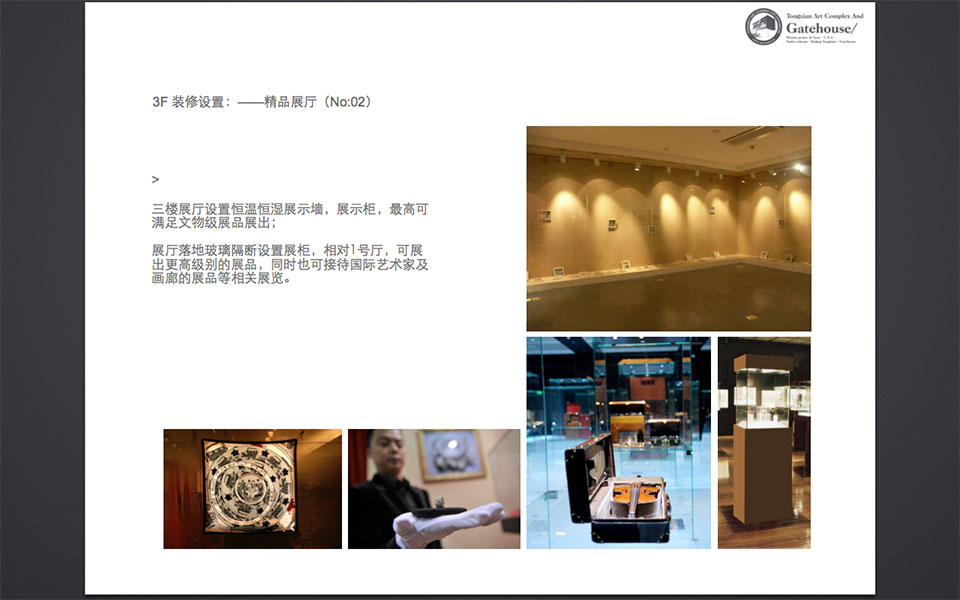 Tongxian Art Complex And
Gatehouse/
3F 装修设置：——精品展厅（No:02）
>
三楼展厅设置恒温恒湿展示墙，展示柜，最高可
满足文物级展品展出；
展厅落地玻璃隔断设置展柜，相对1号厅，可展
出更高级别的展品，同时也可接待国际艺术家及
画廊的展品等相关展览。